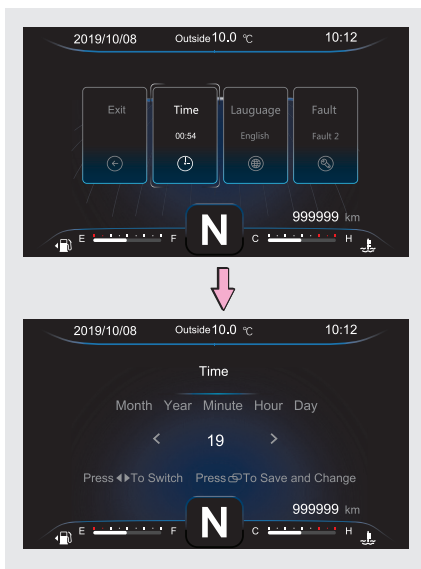 2019/10/08 Outside 10.0 ℃ 10:12
Exit Time Lauguage Fault
00:54 English Fault 2
999999 km
E F N C H
2019/10/08 Outside 10.0 ℃ 10:12
Time
Month Year Minute Hour Day
< 19 >
Press ◀▶ To Switch Press To Save and Change
999999 km
E F N C H